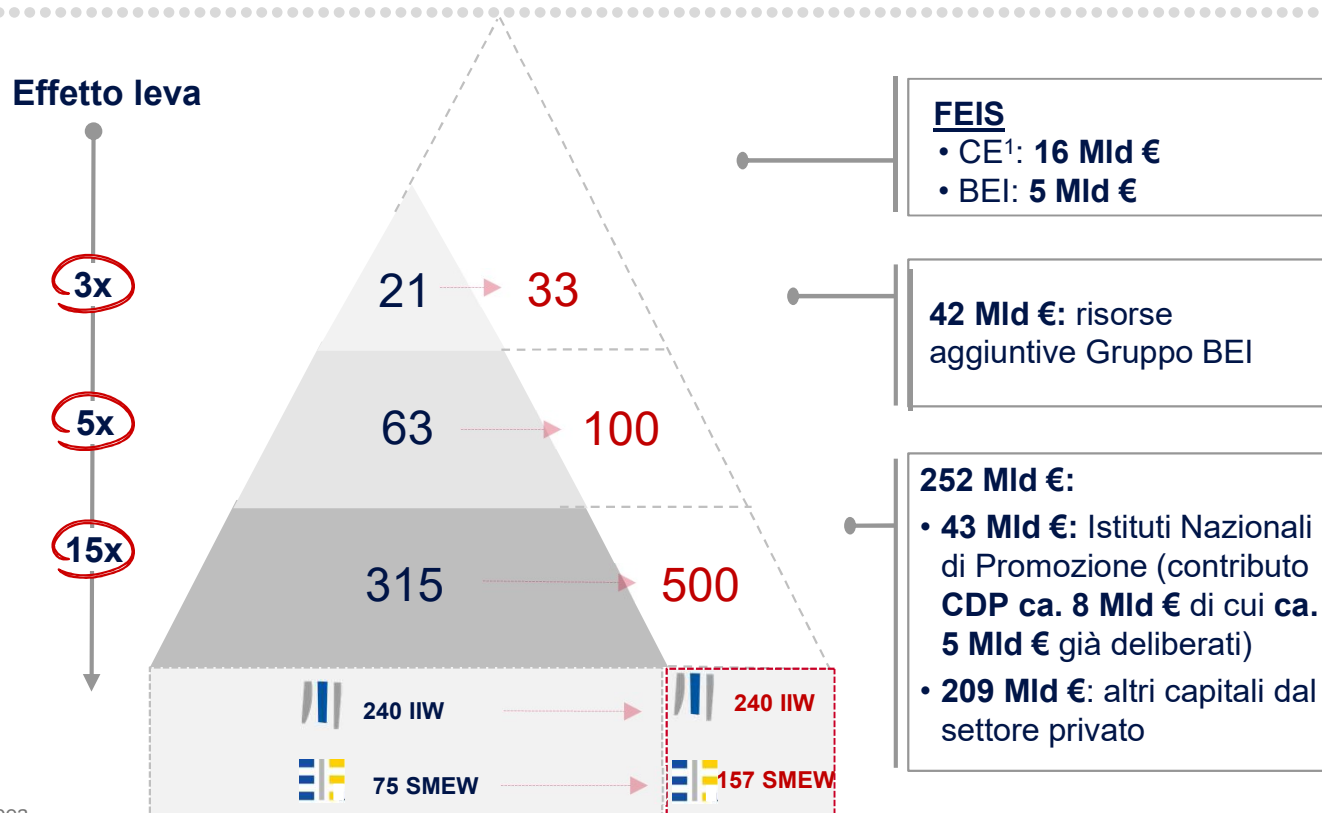 Effetto leva
3x
5x
15x
21
33
63
100
315
500
240 IIW
240 IIW
75 SMEW
157 SMEW
FEIS
• CE¹: 16 Mld €
• BEI: 5 Mld €
42 Mld €: risorse
aggiuntive Gruppo BEI
252 Mld €:
• 43 Mld €: Istituti Nazionali
di Promozione (contributo
CDP ca. 8 Mld € di cui ca.
5 Mld € già deliberati)
• 209 Mld €: altri capitali dal
settore privato